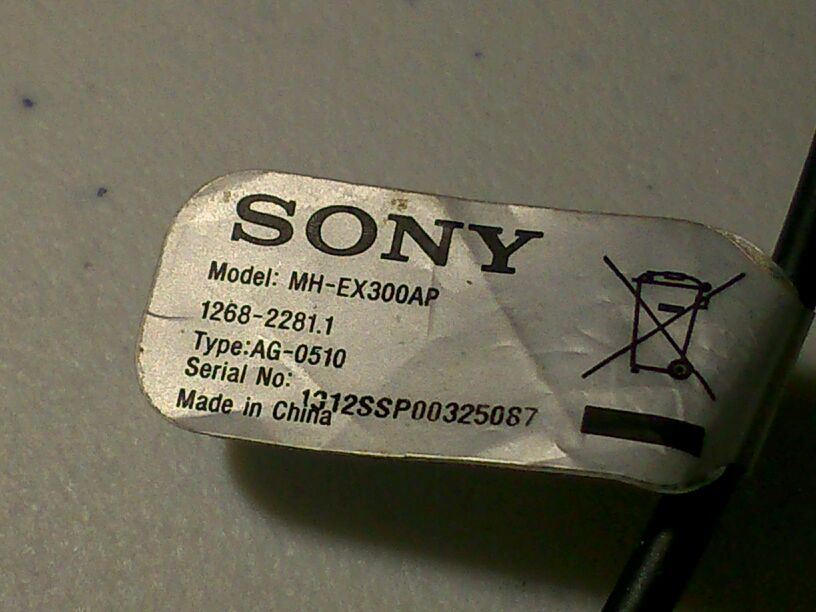 SONY
Model: MH-EX300AP
1268-2281.1
Type:AG-0510
Serial No:
1312SSP00325087
Made in China